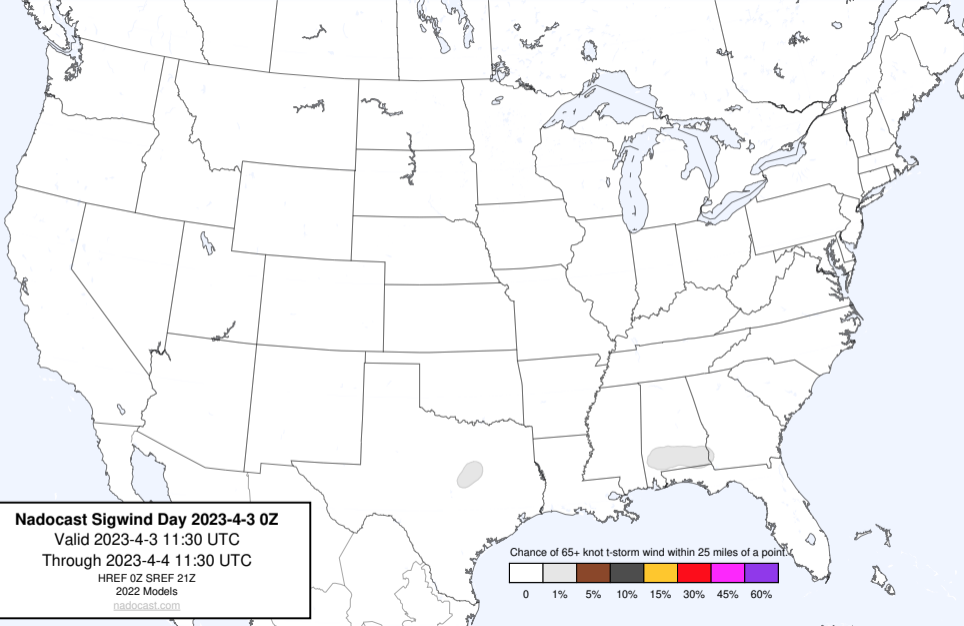 Nadocast Sigwind Day 2023-4-3 0Z
Valid 2023-4-3 11:30 UTC
Through 2023-4-4 11:30 UTC
HREF 0Z SREF 21Z
2022 Models
nadocast.com
Chance of 65+ knot t-storm wind within 25 miles of a point.
0 1% 5% 10% 15% 30% 45% 60%